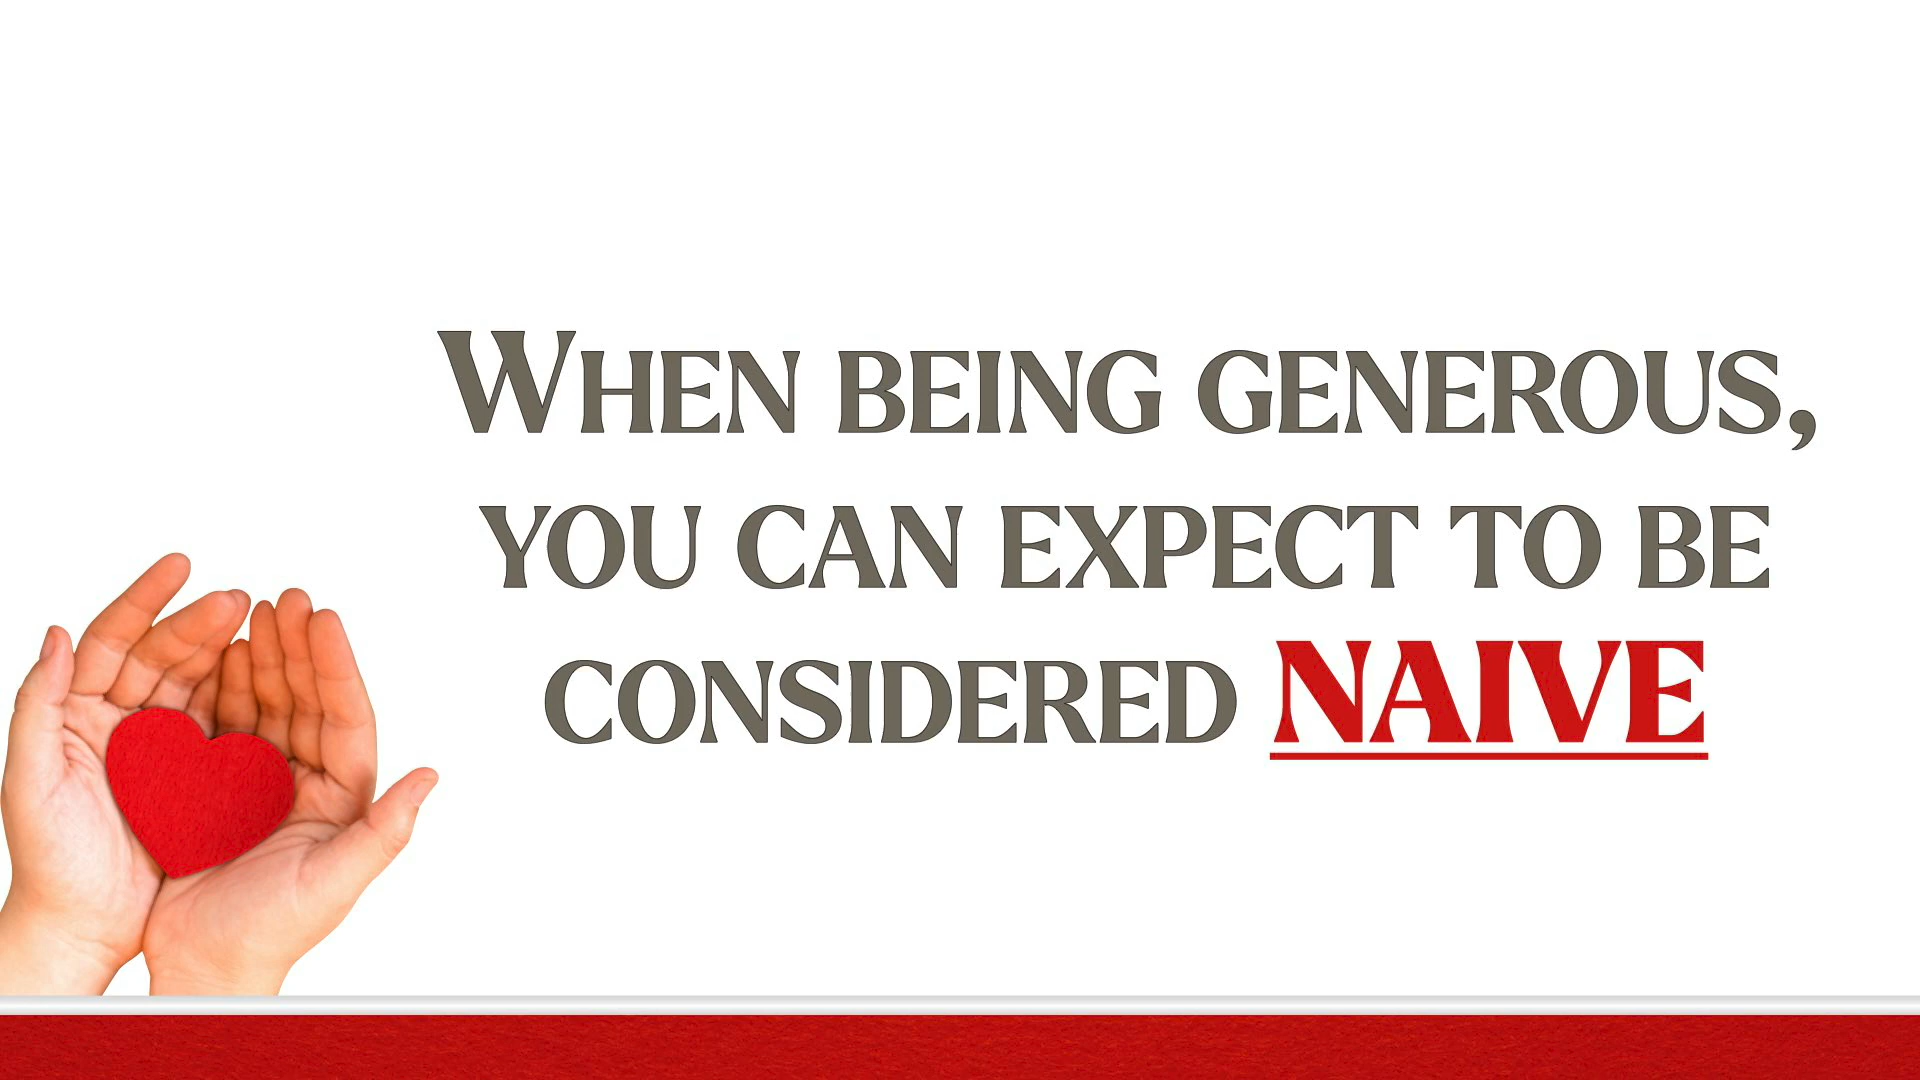 When being generous,
you can expect to be
considered NAIVE